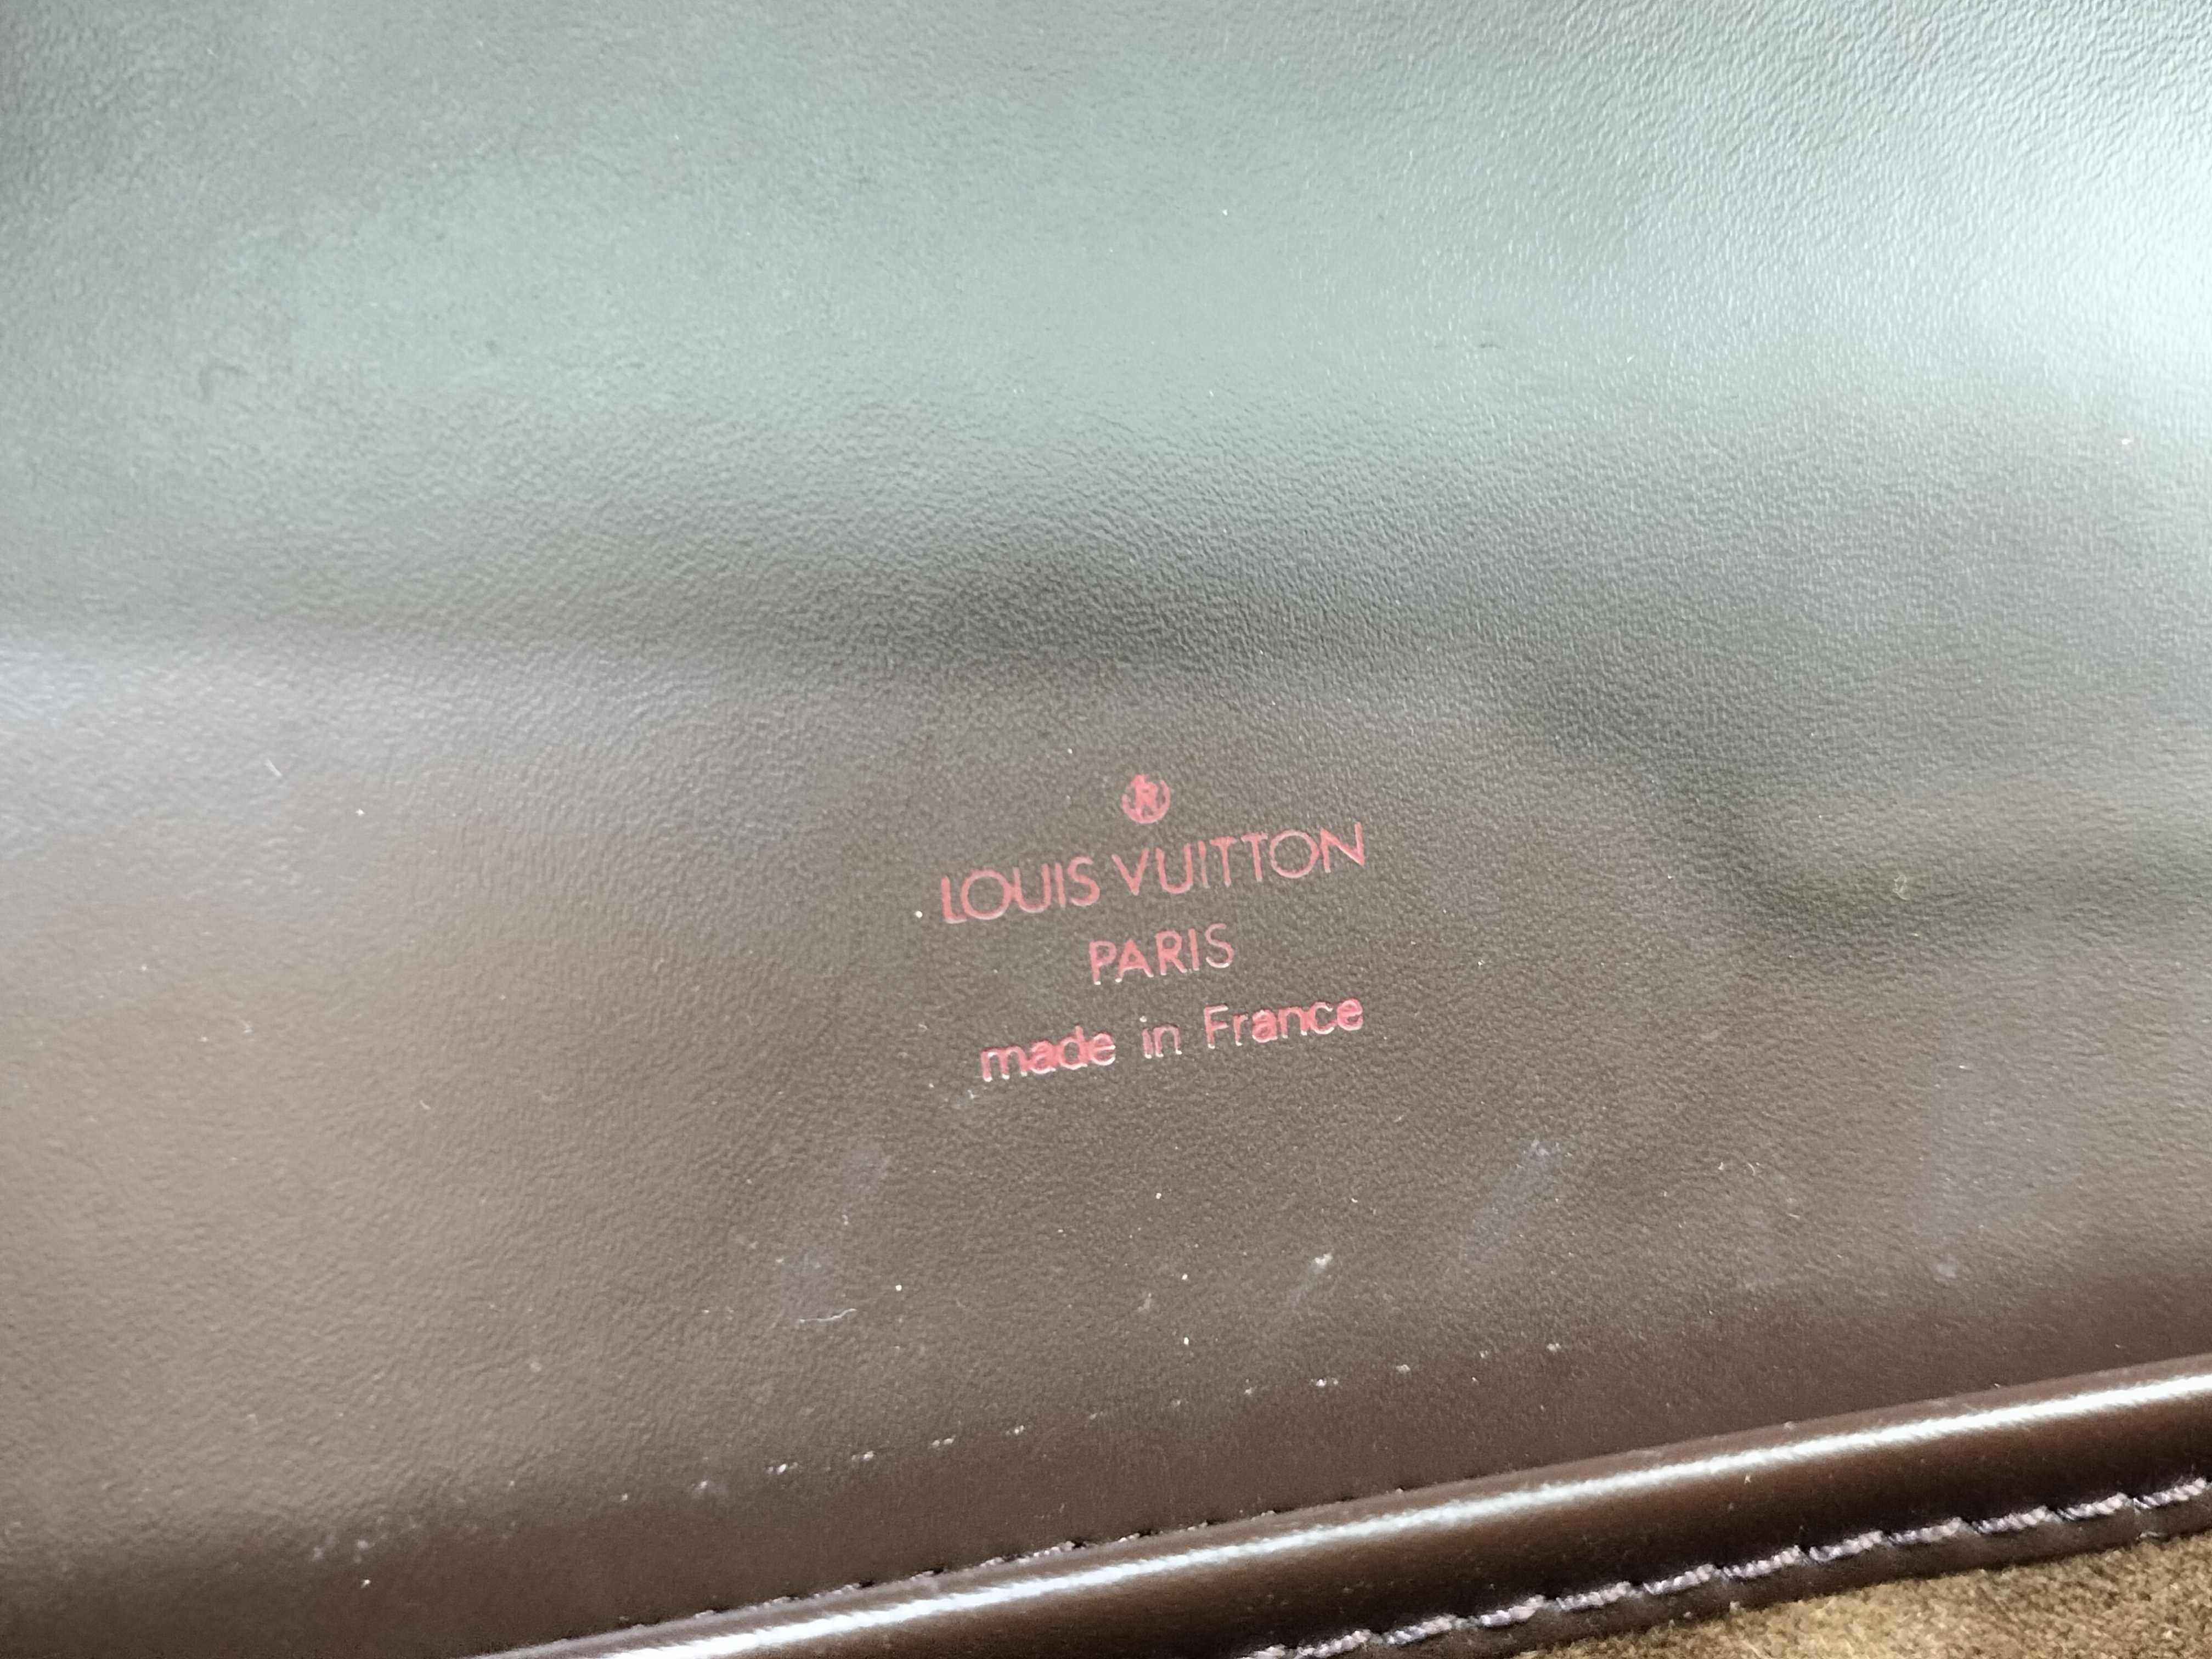 ®
LOUIS VUITTON
PARIS
made in France